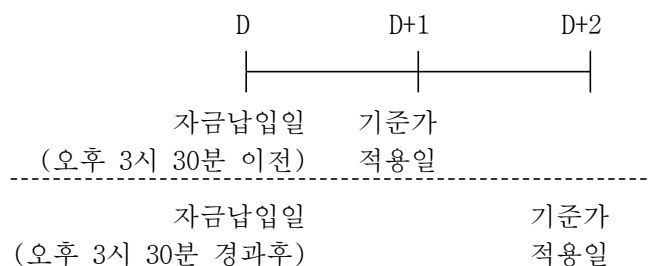 D D+1 D+2
자금납입일 기준가
(오후 3시 30분 이전) 적용일
자금납입일 기준가
(오후 3시 30분 경과후) 적용일